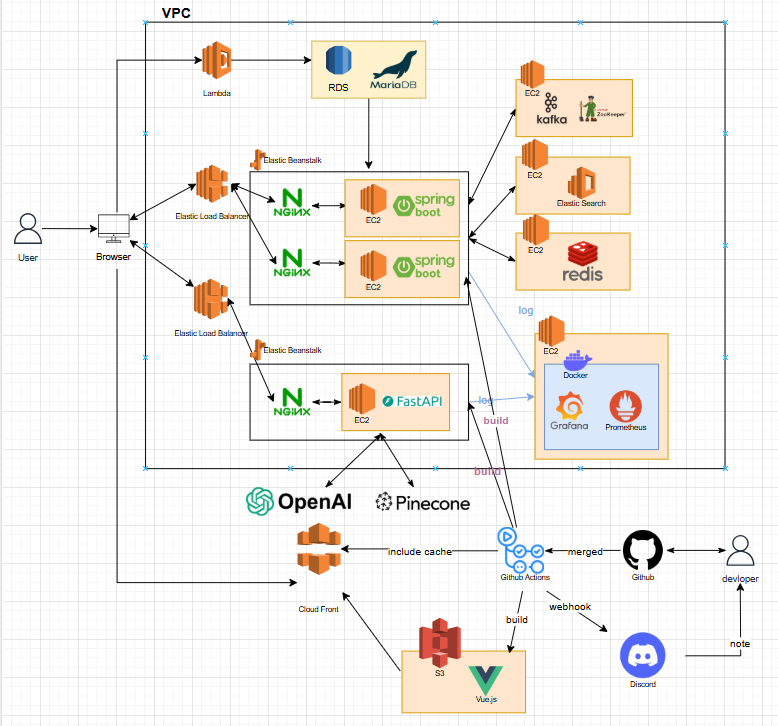 VPC
Lambda
RDS
MariaDB
EC2
kafka
ZooKeeper
Elastic Beanstalk
Elastic Load Balancer
NGINX
EC2
spring
boot
EC2
Elastic Search
NGINX
EC2
spring
boot
EC2
redis
User
Browser
log
Elastic Load Balancer
Elastic Beanstalk
EC2
Docker
NGINX
EC2
FastAPI
log
build
Grafana
Prometheus
build
OpenAI
Pinecone
include cache
Github Actions
merged
Github
devloper
Cloud Front
build
webhook
note
S3
Vue.js
Discord